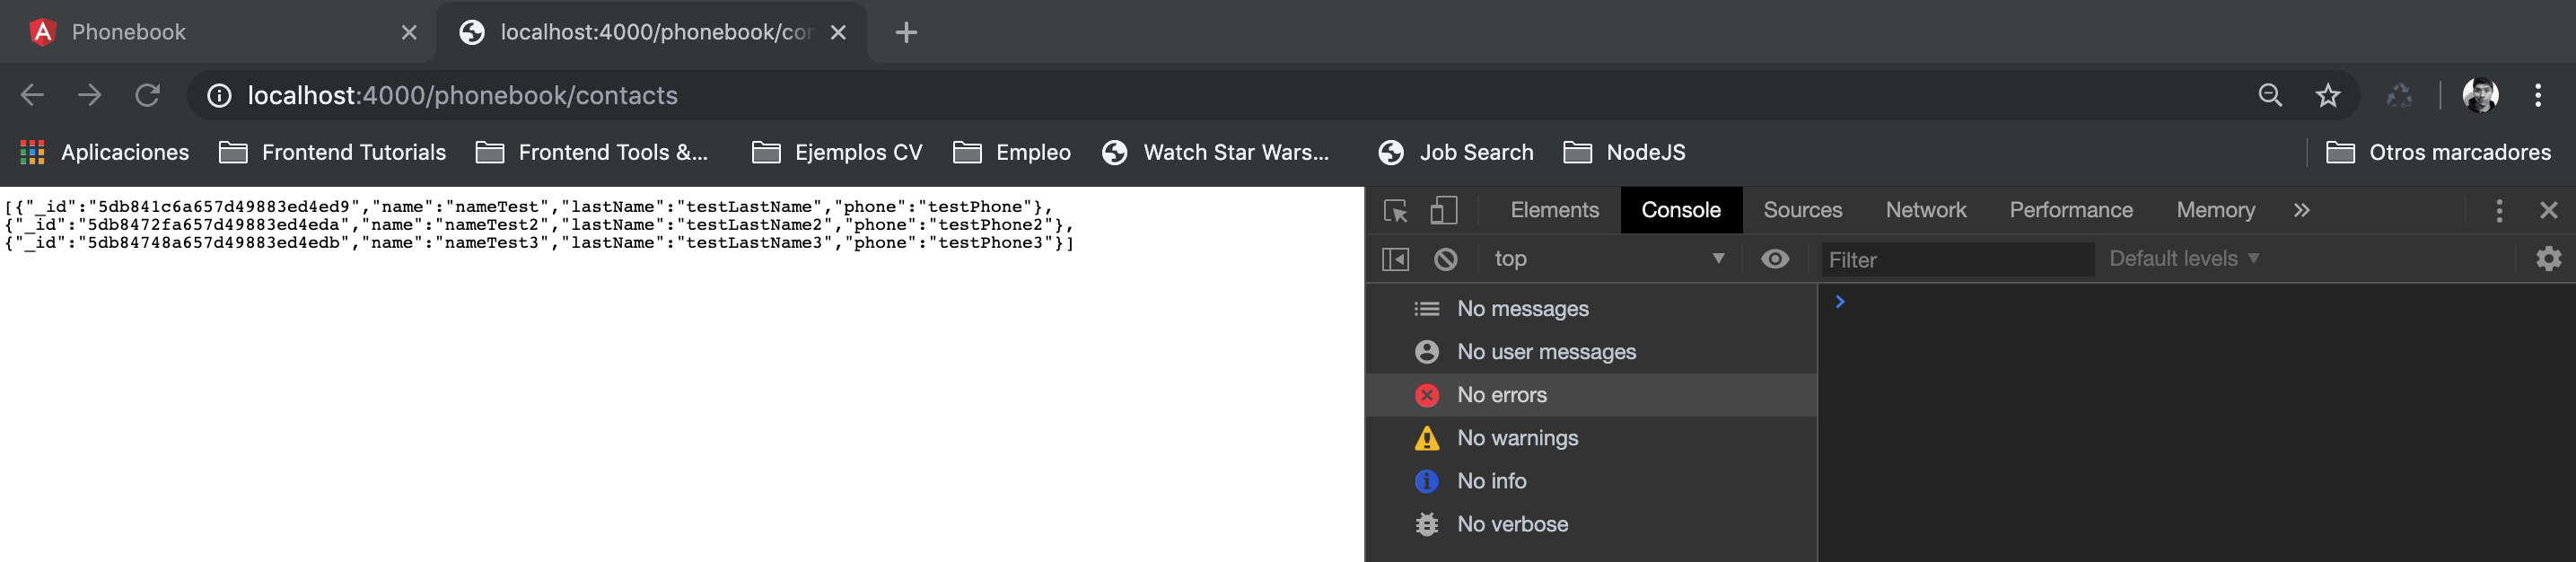 Phonebook
localhost:4000/phonebook/con
localhost:4000/phonebook/contacts
Aplicaciones Frontend Tutorials Frontend Tools &... Ejemplos CV Empleo Watch Star Wars... Job Search NodeJS Otros marcadores
[{"_id":"5db841c6a657d49883ed4ed9","name":"nameTest","lastName":"testLastName","phone":"testPhone"},
{"_id":"5db8472fa657d49883ed4eda","name":"nameTest2","lastName":"testLastName2","phone":"testPhone2"},
{"_id":"5db84748a657d49883ed4edb","name":"nameTest3","lastName":"testLastName3","phone":"testPhone3"}]
Elements Console Sources Network Performance Memory
top Filter Default levels
No messages
No user messages
No errors
No warnings
No info
No verbose